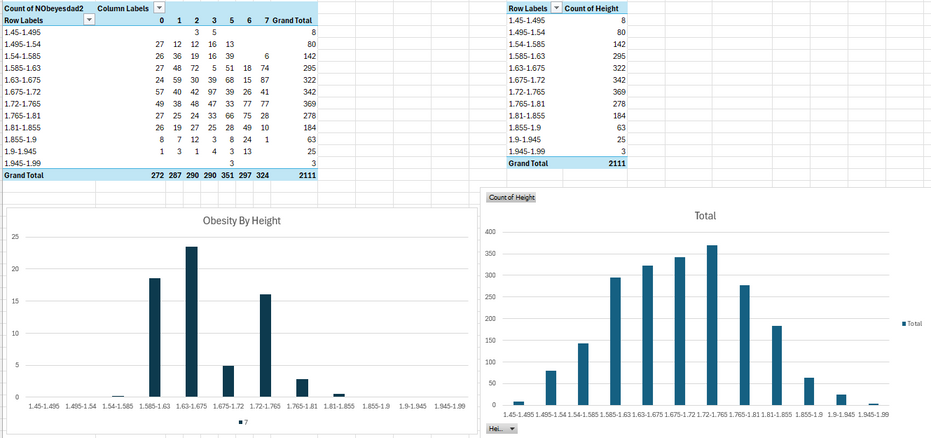 Count of NObeyesdad2 Column Labels
Row Labels 0 1 2 3 5 6 7 Grand Total
1.45-1.495 3 5 8
1.495-1.54 27 12 12 16 13 80
1.54-1.585 26 36 19 16 39 6 142
1.585-1.63 27 48 72 5 51 18 74 295
1.63-1.675 24 59 30 39 68 15 87 322
1.675-1.72 57 40 42 97 39 26 41 342
1.72-1.765 49 38 48 47 33 77 77 369
1.765-1.81 27 25 24 33 66 75 28 278
1.81-1.855 26 19 27 25 28 49 10 184
1.855-1.9 8 7 12 3 8 24 1 63
1.9-1.945 1 3 1 4 3 13 25
1.945-1.99 3 3
Grand Total 272 287 290 290 351 297 324 2111
Row Labels Count of Height
1.45-1.495 8
1.495-1.54 80
1.54-1.585 142
1.585-1.63 295
1.63-1.675 322
1.675-1.72 342
1.72-1.765 369
1.765-1.81 278
1.81-1.855 184
1.855-1.9 63
1.9-1.945 25
1.945-1.99 3
Grand Total 2111
Obesity By Height
25
20
15
10
5
0
1.45-1.495 1.495-1.54 1.54-1.585 1.585-1.63 1.63-1.675 1.675-1.72 1.72-1.765 1.765-1.81 1.81-1.855 1.855-1.9 1.9-1.945 1.945-1.99
7
Count of Height
Total
400
350
300
250
200
150
100
50
0
1.45-1.495 1.495-1.54 1.54-1.585 1.585-1.63 1.63-1.675 1.675-1.72 1.72-1.765 1.765-1.81 1.81-1.855 1.855-1.9 1.9-1.945 1.945-1.99
Total
Hei...